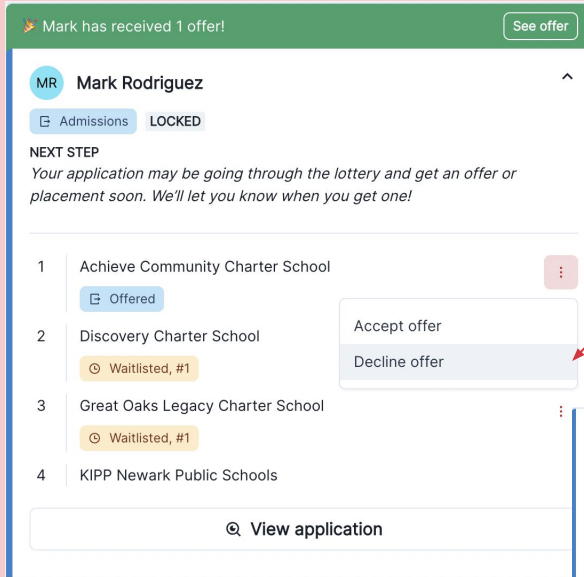 🎉 Mark has received 1 offer!
See offer
MR
Mark Rodriguez
Admissions
LOCKED
NEXT STEP
Your application may be going through the lottery and get an offer or
placement soon. We'll let you know when you get one!
1
Achieve Community Charter School
Offered
Accept offer
Decline offer
2
Discovery Charter School
Waitlisted, #1
3
Great Oaks Legacy Charter School
Waitlisted, #1
4
KIPP Newark Public Schools
View application